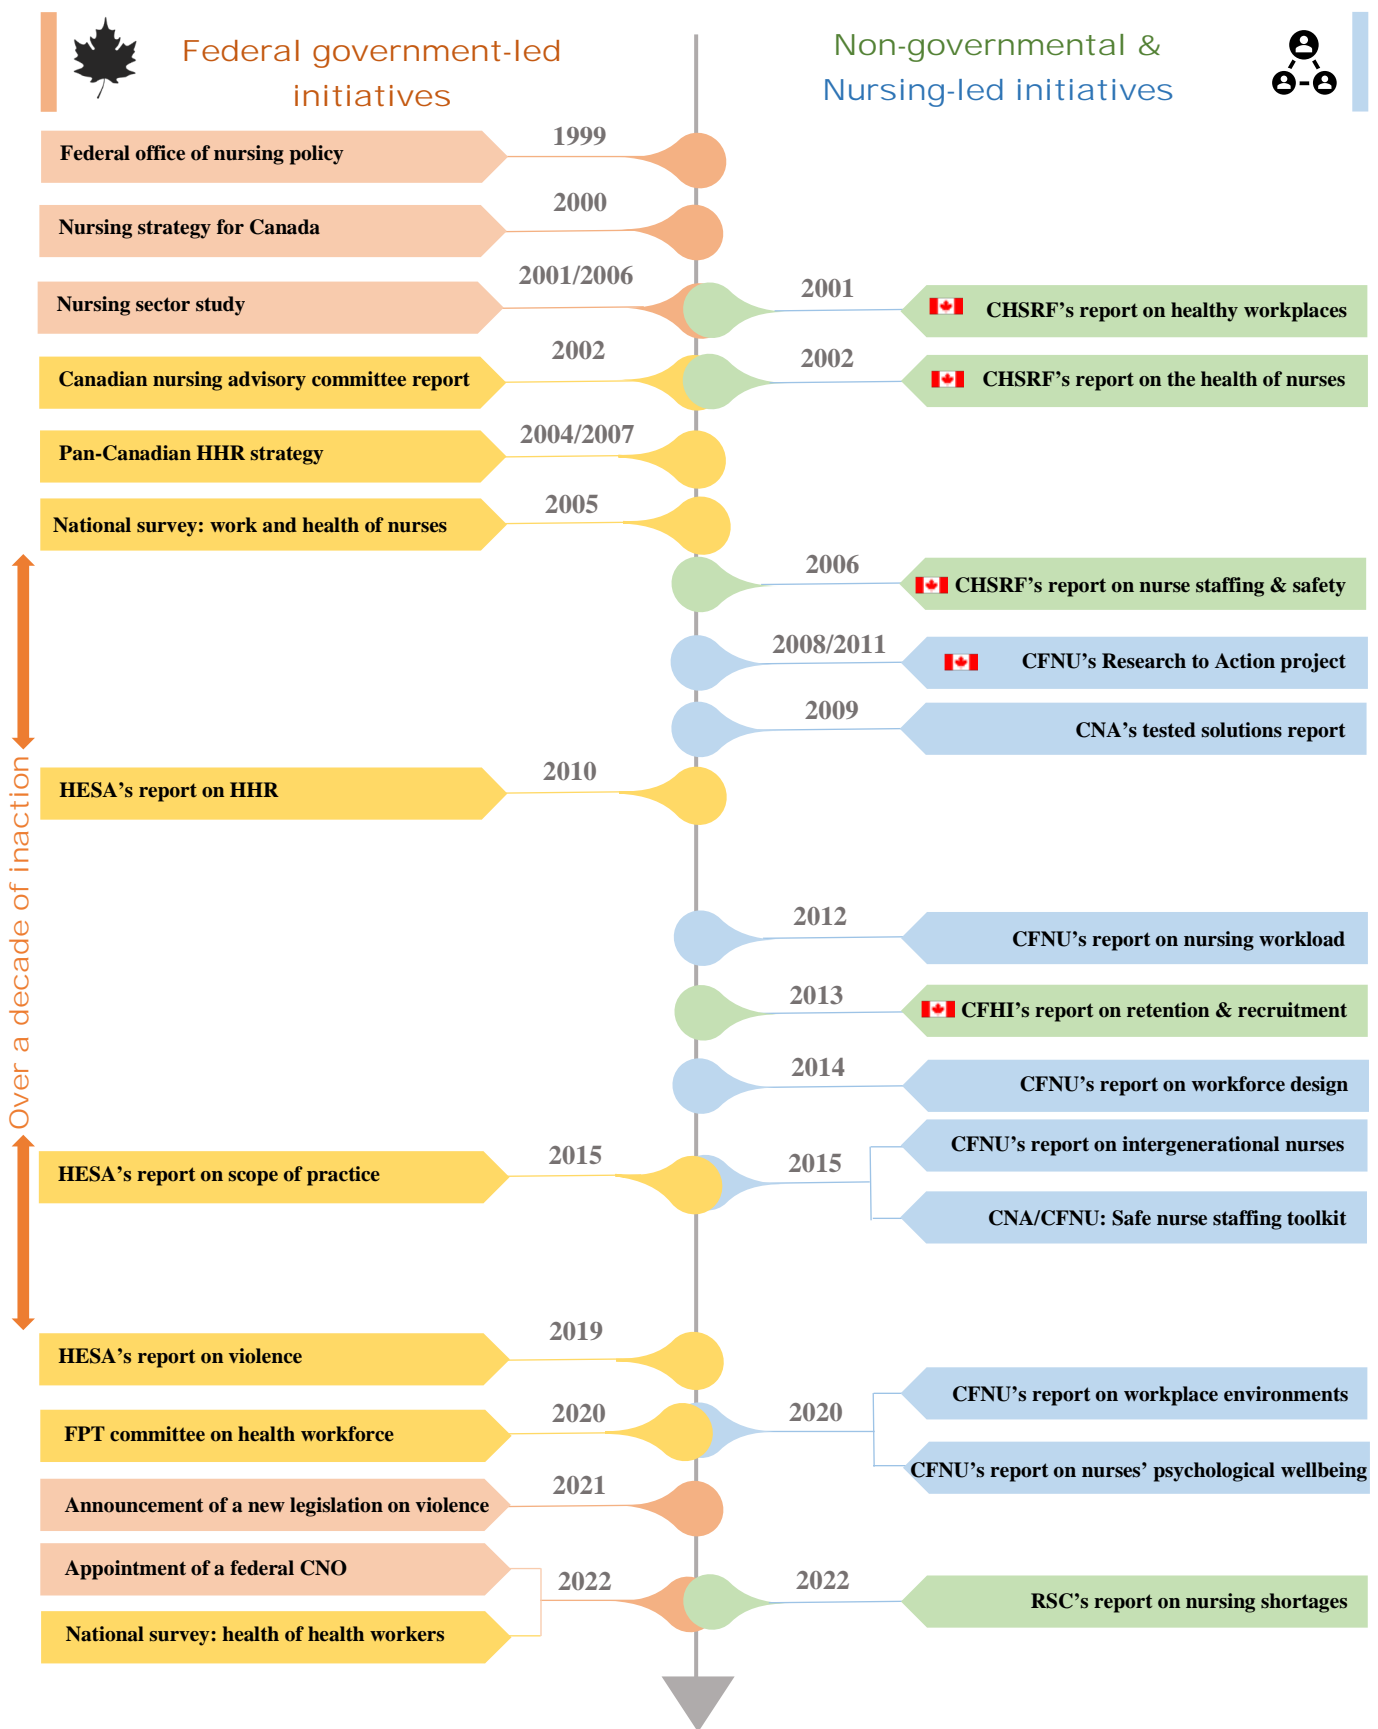 Federal government-led
initiatives
Non-governmental &
Nursing-led initiatives
1999
Federal office of nursing policy
2000
Nursing strategy for Canada
2001/2006
Nursing sector study
2001
CHSRF's report on healthy workplaces
2002
Canadian nursing advisory committee report
2002
CHSRF's report on the health of nurses
2004/2007
Pan-Canadian HHR strategy
2005
National survey: work and health of nurses
Over a decade of inaction
2006
CHSRF's report on nurse staffing & safety
2008/2011
CFNU's Research to Action project
2009
CNA's tested solutions report
2010
HESA's report on HHR
2012
CFNU's report on nursing workload
2013
CFHI's report on retention & recruitment
2014
CFNU's report on workforce design
2015
HESA's report on scope of practice
2015
CFNU's report on intergenerational nurses
CNA/CFNU: Safe nurse staffing toolkit
2019
HESA's report on violence
2020
FPT committee on health workforce
2020
CFNU's report on workplace environments
CFNU's report on nurses' psychological wellbeing
2021
Announcement of a new legislation on violence
2022
Appointment of a federal CNO
National survey: health of health workers
2022
RSC's report on nursing shortages